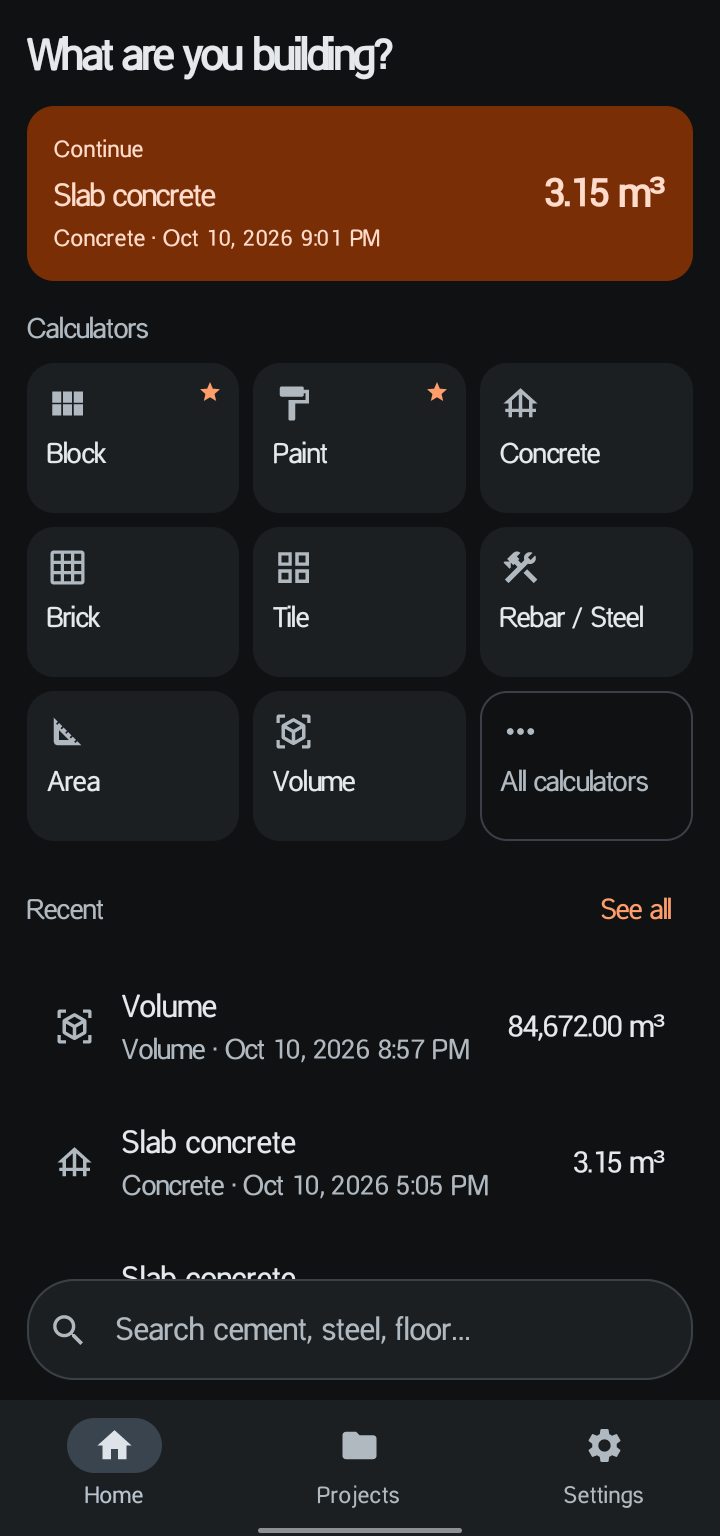 What are you building?
Continue
Slab concrete
3.15 m³
Concrete · Oct 10, 2026 9:01 PM
Calculators
Block
Paint
Concrete
Brick
Tile
Rebar / Steel
Area
Volume
All calculators
Recent
See all
Volume
84,672.00 m³
Volume · Oct 10, 2026 8:57 PM
Slab concrete
3.15 m³
Concrete · Oct 10, 2026 5:05 PM
Slab concrete
Search cement, steel, floor...
Home
Projects
Settings